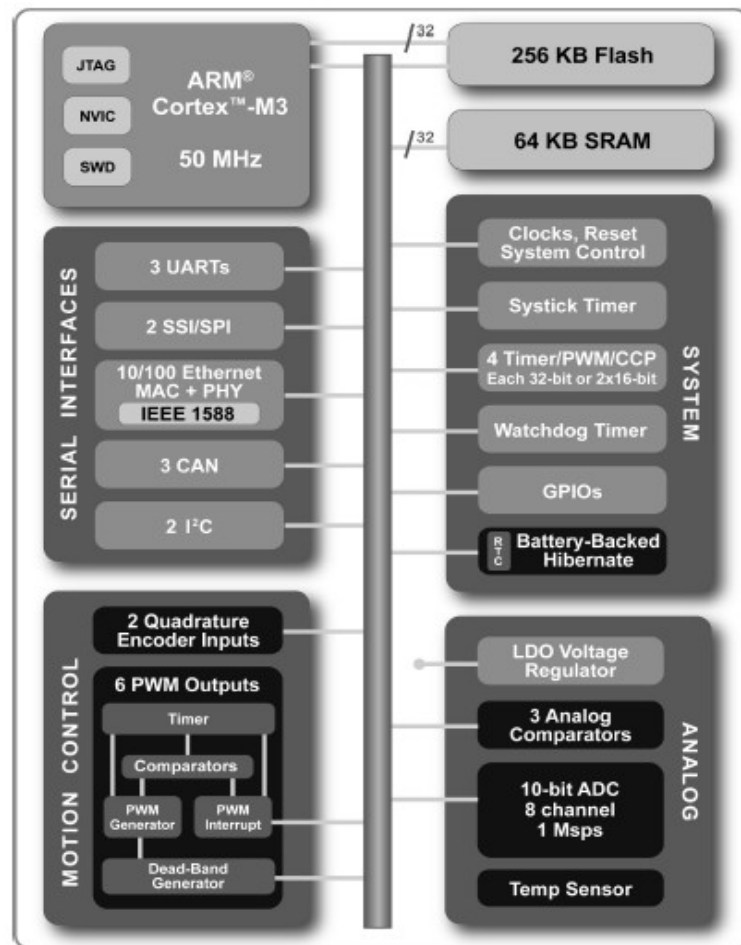 JTAG
NVIC
SWD
ARM®
Cortex™-M3
50 MHz
32
256 KB Flash
32
64 KB SRAM
SERIAL INTERFACES
3 UARTs
2 SSI/SPI
10/100 Ethernet
MAC + PHY
IEEE 1588
3 CAN
2 I²C
SYSTEM
Clocks, Reset
System Control
Systick Timer
4 Timer/PWM/CCP
Each 32-bit or 2x16-bit
Watchdog Timer
GPIOs
RTC
Battery-Backed
Hibernate
MOTION CONTROL
2 Quadrature
Encoder Inputs
6 PWM Outputs
Timer
Comparators
PWM
Generator
PWM
Interrupt
Dead-Band
Generator
ANALOG
LDO Voltage
Regulator
3 Analog
Comparators
10-bit ADC
8 channel
1 Msps
Temp Sensor